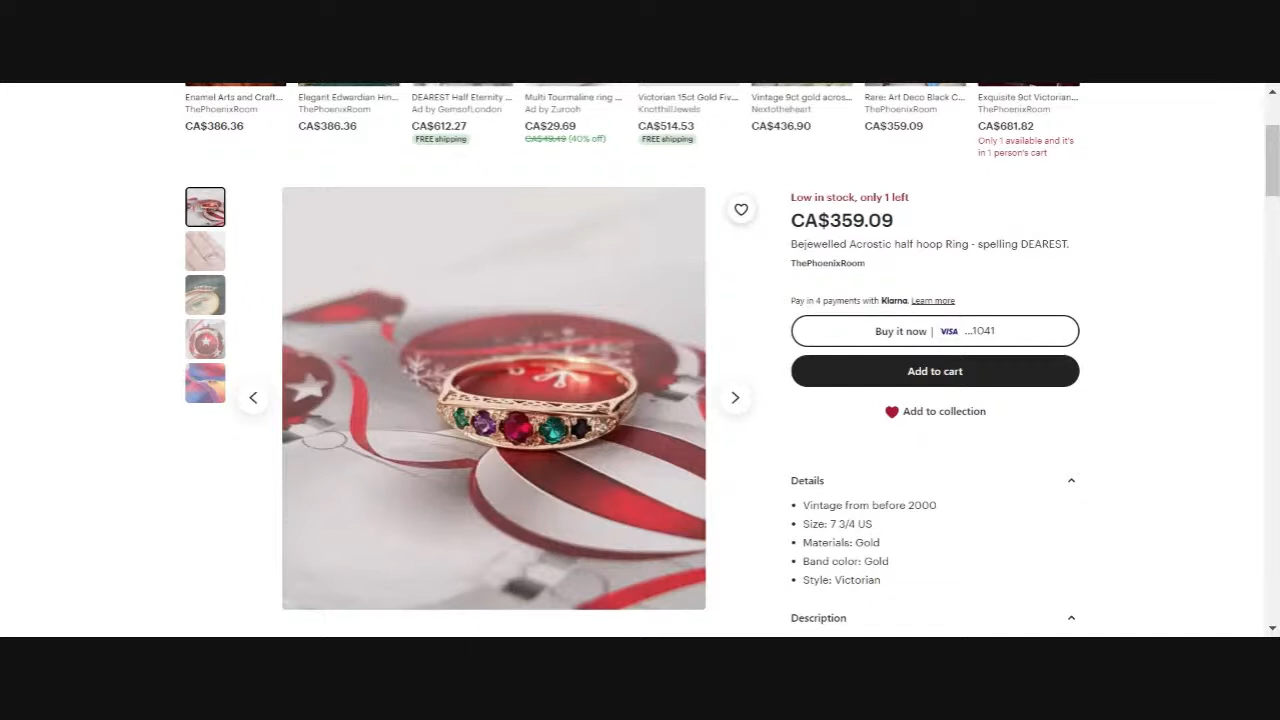 Enamel Arts and Craft... Elegant Edwardian Hin... DEAREST Half Eternity ... Multi Tourmaline ring ... Victorian 15ct Gold Fiv... Vintage 9ct gold acros... Rare: Art Deco Black C... Exquisite 9ct Victorian...
ThePhoenixRoom ThePhoenixRoom Ad by GemsofLondon Ad by Zurooh KnotthillJewels Nextotheheart ThePhoenixRoom ThePhoenixRoom
CA$386.36 CA$386.36 CA$612.27 CA$29.69 CA$514.53 CA$436.90 CA$359.09 CA$681.82
FREE shipping CA$49.49 (40% off) FREE shipping Only 1 available and it's
in 1 person's cart
Low in stock, only 1 left
CA$359.09
Bejewelled Acrostic half hoop Ring - spelling DEAREST.
ThePhoenixRoom
Pay in 4 payments with Klarna. Learn more
Buy it now | VISA ...1041
Add to cart
Add to collection
Details
• Vintage from before 2000
• Size: 7 3/4 US
• Materials: Gold
• Band color: Gold
• Style: Victorian
Description